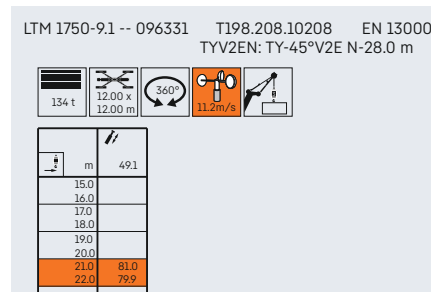 LTM 1750-9.1 -- 096331 T198.208.10208 EN 13000
TYV2EN: TY-45°V2E N-28.0 m
134 t
12.00 x
12.00 m
360°
11.2m/s
m 49.1
15.0
16.0
17.0
18.0
19.0
20.0
21.0 81.0
22.0 79.9